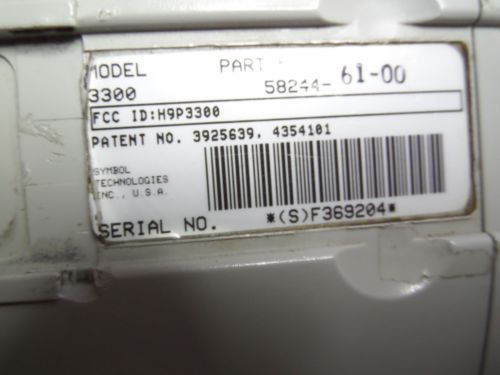 MODEL PART
3300 58244-61-00
FCC ID:H9P3300
PATENT NO. 3925639, 4354101
SYMBOL
TECHNOLOGIES
INC., U.S.A.
SERIAL NO. *(S)F369204*